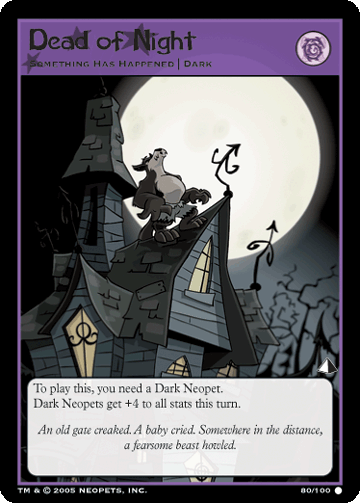 Dead of Night
Something Has Happened | Dark
To play this, you need a Dark Neopet.
Dark Neopets get +4 to all stats this turn.
An old gate creaked. A baby cried. Somewhere in the distance,
a fearsome beast howled.
TM & © 2005 NEOPETS, INC.
80/100